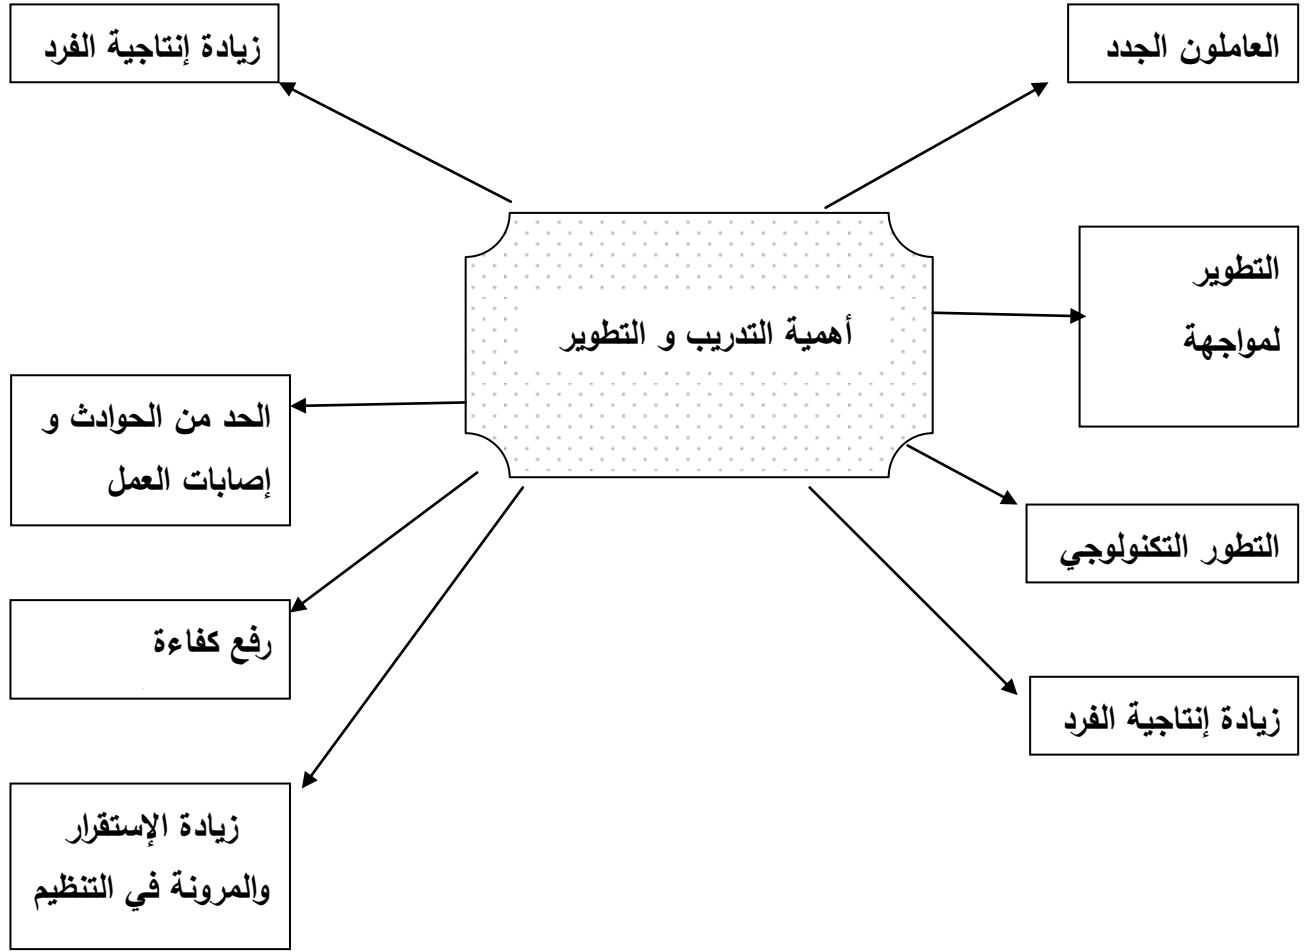 العاملون الجدد
زيادة إنتاجية الفرد
أهمية التدريب و التطوير
التطوير
لمواجهة
الحد من الحوادث و
إصابات العمل
التطور التكنولوجي
رفع كفاءة
زيادة إنتاجية الفرد
زيادة الإستقرار
والمرونة في التنظيم